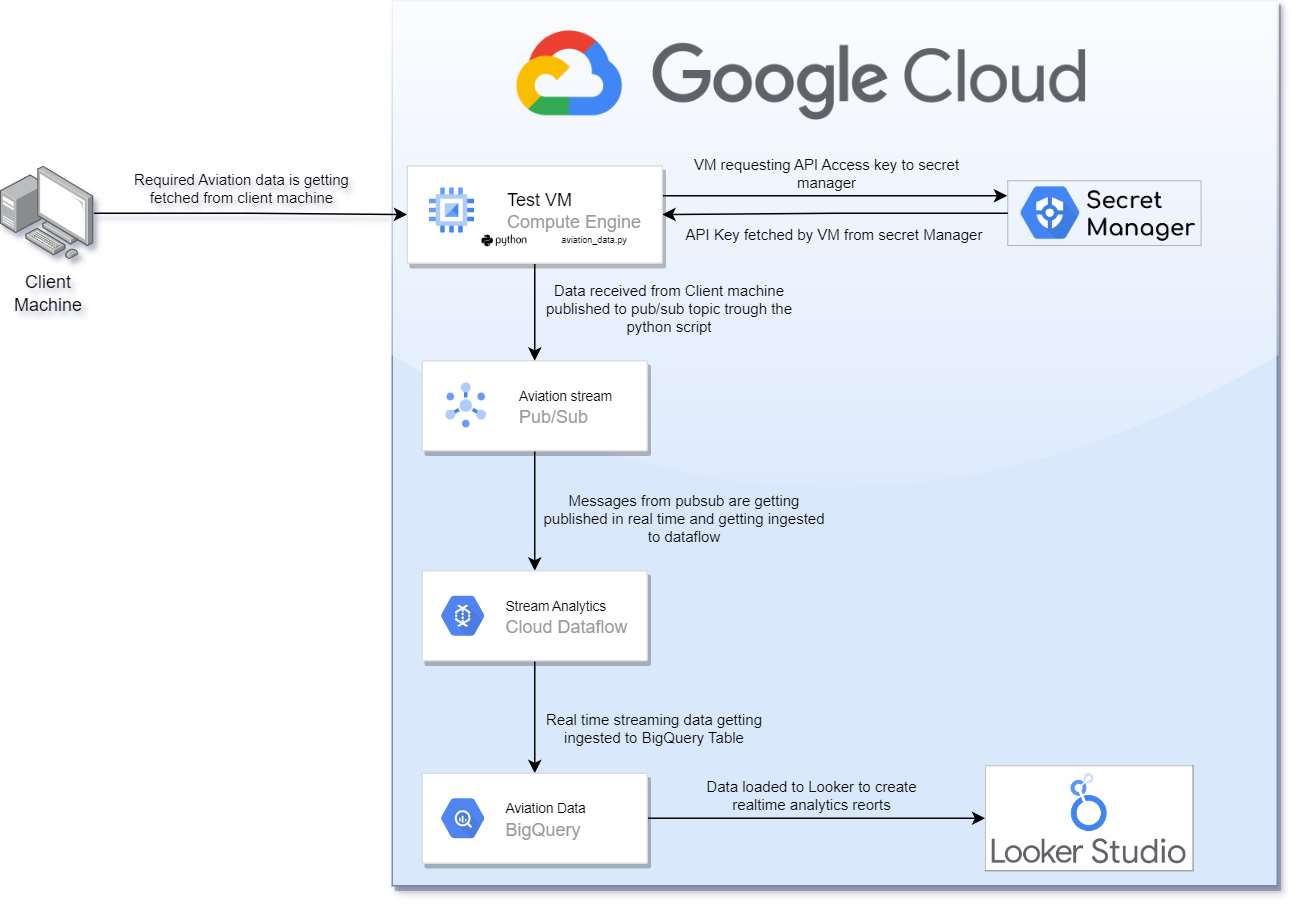 Google Cloud
Required Aviation data is getting
fetched from client machine
Client
Machine
Test VM
Compute Engine
python
aviation_data.py
VM requesting API Access key to secret
manager
API Key fetched by VM from secret Manager
Secret
Manager
Data received from Client machine
published to pub/sub topic trough the
python script
Aviation stream
Pub/Sub
Messages from pubsub are getting
published in real time and getting ingested
to dataflow
Stream Analytics
Cloud Dataflow
Real time streaming data getting
ingested to BigQuery Table
Aviation Data
BigQuery
Data loaded to Looker to create
realtime analytics reorts
Looker Studio